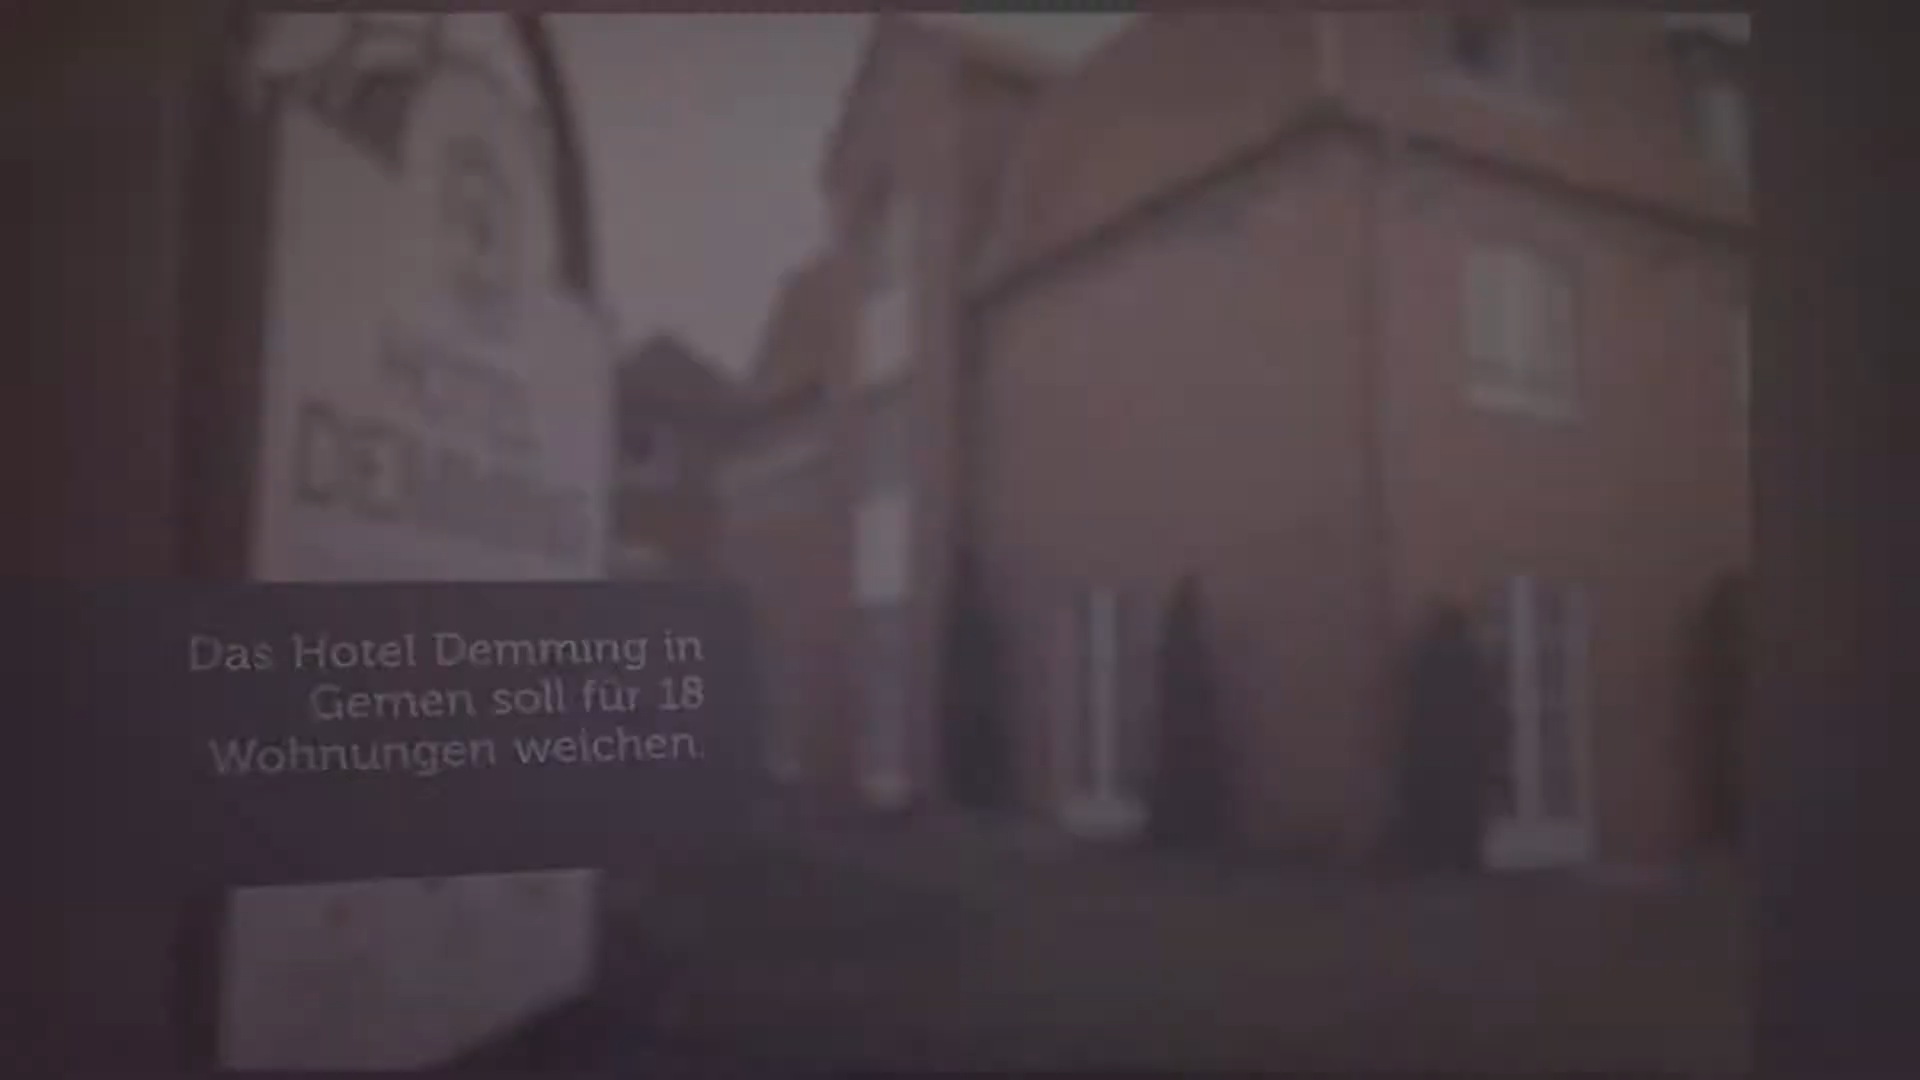 Das Hotel Demming in
Gemen soll für 18
Wohnungen weichen.